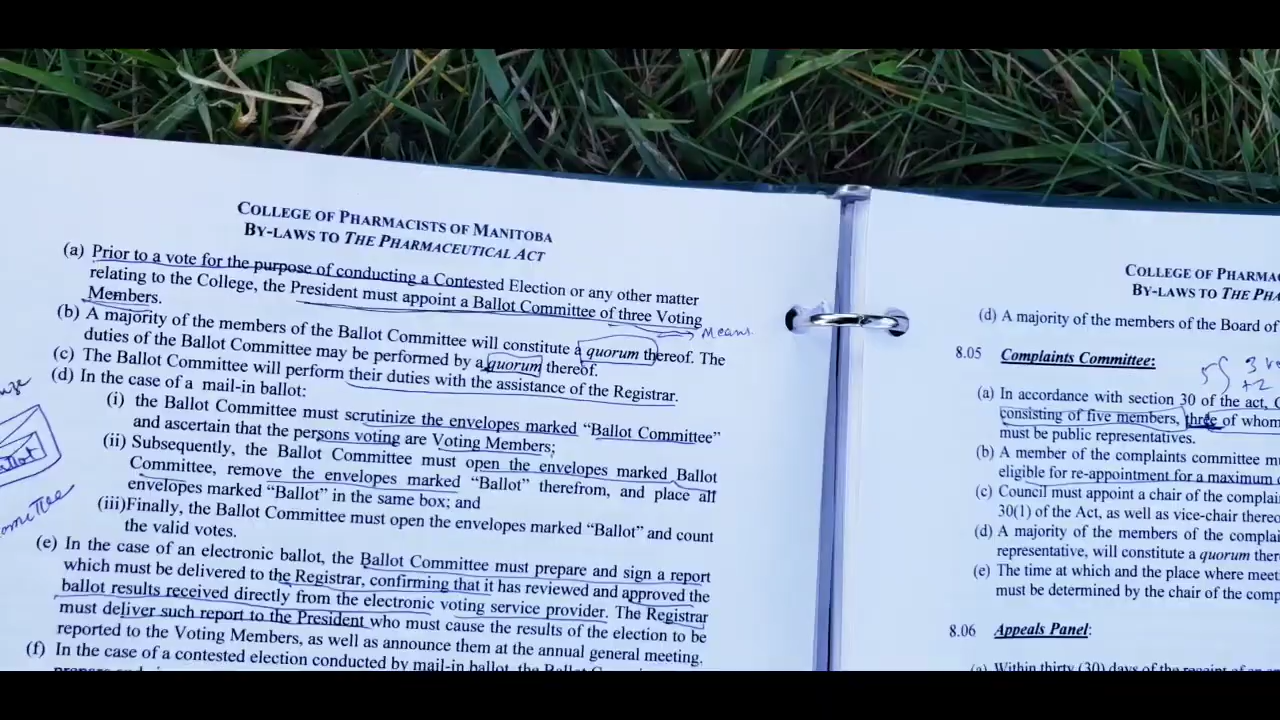 COLLEGE OF PHARMACISTS OF MANITOBA
BY-LAWS TO THE PHARMACEUTICAL ACT
(a) Prior to a vote for the purpose of conducting a Contested Election or any other matter
relating to the College, the President must appoint a Ballot Committee of three Voting
Members.
Means
(b) A majority of the members of the Ballot Committee will constitute a quorum thereof. The
duties of the Ballot Committee may be performed by a quorum thereof.
(c) The Ballot Committee will perform their duties with the assistance of the Registrar.
(d) In the case of a mail-in ballot:
(i) the Ballot Committee must scrutinize the envelopes marked “Ballot Committee”
and ascertain that the persons voting are Voting Members;
(ii) Subsequently, the Ballot Committee must open the envelopes marked Ballot
Committee, remove the envelopes marked “Ballot” therefrom, and place all
envelopes marked “Ballot” in the same box; and
(iii)Finally, the Ballot Committee must open the envelopes marked “Ballot” and count
the valid votes.
(e) In the case of an electronic ballot, the Ballot Committee must prepare and sign a report
which must be delivered to the Registrar, confirming that it has reviewed and approved the
ballot results received directly from the electronic voting service provider. The Registrar
must deliver such report to the President who must cause the results of the election to be
reported to the Voting Members, as well as announce them at the annual general meeting.
(f) In the case of a contested election conducted by mail-in ballot, the Ballot
COLLEGE OF PHARMA
BY-LAWS TO THE
(d) A majority of the members of the Board of
8.05 Complaints Committee:
5 3
+2
(a) In accordance with section 30 of the act,
consisting of five members, three of whom
must be public representatives.
(b) A member of the complaints committee
eligible for re-appointment for a maximum
(c) Council must appoint a chair of the complai
30(1) of the Act, as well as vice-chair
(d) A majority of the members of the complai
representative, will constitute a quorum
(e) The time at which and the place where
must be determined by the chair of the
8.06 Appeals Panel:
(a) Within thirty (30) days of the receipt of